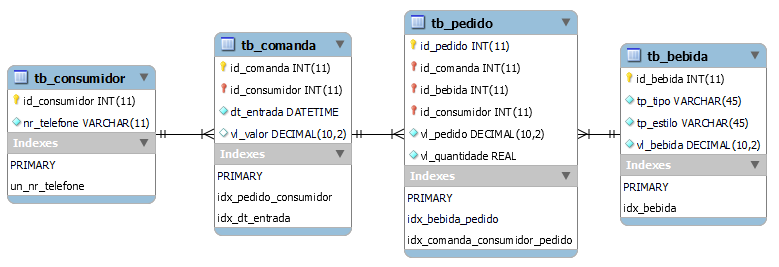 tb_consumidor
id_consumidor INT(11)
nr_telefone VARCHAR(11)
Indexes
PRIMARY
un_nr_telefone
tb_comanda
id_comanda INT(11)
id_consumidor INT(11)
dt_entrada DATETIME
vl_valor DECIMAL(10,2)
Indexes
PRIMARY
idx_pedido_consumidor
idx_dt_entrada
tb_pedido
id_pedido INT(11)
id_comanda INT(11)
id_bebida INT(11)
id_consumidor INT(11)
vl_pedido DECIMAL(10,2)
vl_quantidade REAL
Indexes
PRIMARY
idx_bebida_pedido
idx_comanda_consumidor_pedido
tb_bebida
id_bebida INT(11)
tp_tipo VARCHAR(45)
tp_estilo VARCHAR(45)
vl_bebida DECIMAL(10,2)
Indexes
PRIMARY
idx_bebida